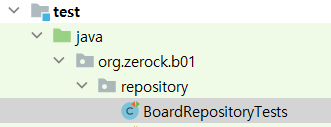 test
java
org.zerock.b01
repository
BoardRepositoryTests